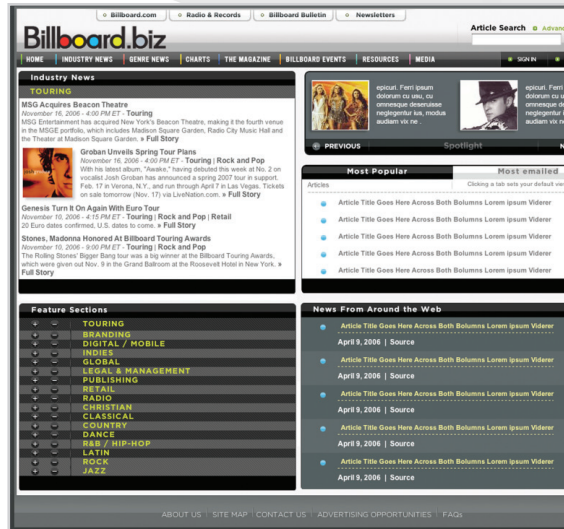 Billboard.com
Radio & Records
Billboard Bulletin
Newsletters
Billboard.biz
Article Search
HOME
INDUSTRY NEWS
GENRE NEWS
CHARTS
THE MAGAZINE
BILLBOARD EVENTS
RESOURCES
MEDIA
SIGN IN
Industry News
TOURING
MSG Acquires Beacon Theatre
November 16, 2006 - 4:00 PM ET - Touring
MSG Entertainment has acquired New York's Beacon Theatre, making it the fourth venue
in the MSGE portfolio, which includes Madison Square Garden, Radio City Music Hall and
the Theater at Madison Square Garden. » Full Story
Groban Unveils Spring Tour Plans
November 16, 2006 - 4:00 PM ET - Touring | Rock and Pop
With his latest album, "Awake," having debuted this week at No. 2 on
vocalist Josh Groban has announced a spring 2007 tour in support.
Feb. 17 in Verona, N.Y., and run through April 7 in Las Vegas. Tickets
on sale tomorrow (Nov. 17) via LiveNation.com. » Full Story
Genesis Turn It On Again With Euro Tour
November 10, 2006 - 4:15 PM ET - Touring | Rock and Pop | Retail
20 Euro dates confirmed, U.S. dates to come. » Full Story
Stones, Madonna Honored At Billboard Touring Awards
November 10, 2006 - 9:00 PM ET - Touring | Rock and Pop
The Rolling Stones' Bigger Bang tour was a big winner at the Billboard Touring Awards,
which were given out Nov. 9 in the Grand Ballroom at the Roosevelt Hotel in New York. »
Full Story
epicuri. Ferri ipsum
dolorum cu usu, cu
omnesque deseruisse
neglegentur ius, modus
audiam vix ne .
epicuri. Ferri
dolorum cu u
omnesque d
neglegentur
audiam vix n
PREVIOUS
Spotlight
Most Popular
Most emailed
Articles
Clicking a tab sets your default
Article Title Goes Here Across Both Bolumns Lorem ipsum Viderer
Article Title Goes Here Across Both Bolumns Lorem ipsum Viderer
Article Title Goes Here Across Both Bolumns Lorem ipsum Viderer
Article Title Goes Here Across Both Bolumns Lorem ipsum Viderer
Article Title Goes Here Across Both Bolumns Lorem ipsum Viderer
Feature Sections
TOURING
BRANDING
DIGITAL / MOBILE
INDIES
GLOBAL
LEGAL & MANAGEMENT
PUBLISHING
RETAIL
RADIO
CHRISTIAN
CLASSICAL
COUNTRY
DANCE
R&B / HIP-HOP
LATIN
ROCK
JAZZ
News From Around the Web
Article Title Goes Here Across Both Bolumns Lorem ipsum Viderer
April 9, 2006 | Source
Article Title Goes Here Across Both Bolumns Lorem ipsum Viderer
April 9, 2006 | Source
Article Title Goes Here Across Both Bolumns Lorem ipsum Viderer
April 9, 2006 | Source
Article Title Goes Here Across Both Bolumns Lorem ipsum Viderer
April 9, 2006 | Source
Article Title Goes Here Across Both Bolumns Lorem ipsum Viderer
April 9, 2006 | Source
ABOUT US | SITE MAP | CONTACT US | ADVERTISING OPPORTUNITIES | FAQs